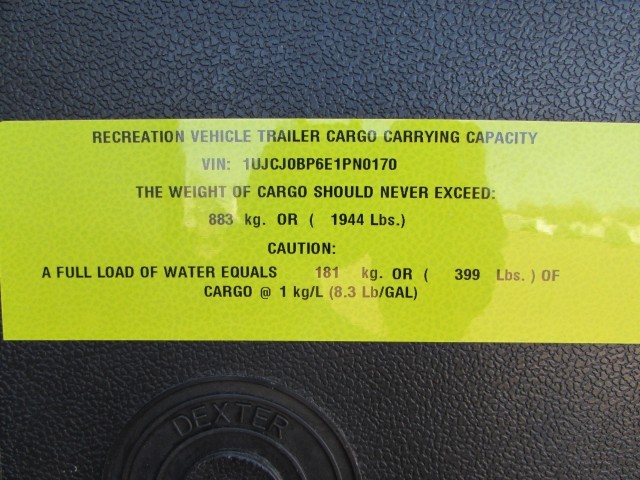 RECREATION VEHICLE TRAILER CARGO CARRYING CAPACITY
VIN: 1UJCJ0BP6E1PN0170
THE WEIGHT OF CARGO SHOULD NEVER EXCEED:
883 kg. OR ( 1944 Lbs.)
CAUTION:
A FULL LOAD OF WATER EQUALS 181 kg. OR ( 399 Lbs. ) OF
CARGO @ 1 kg/L (8.3 Lb/GAL)
DEXTER